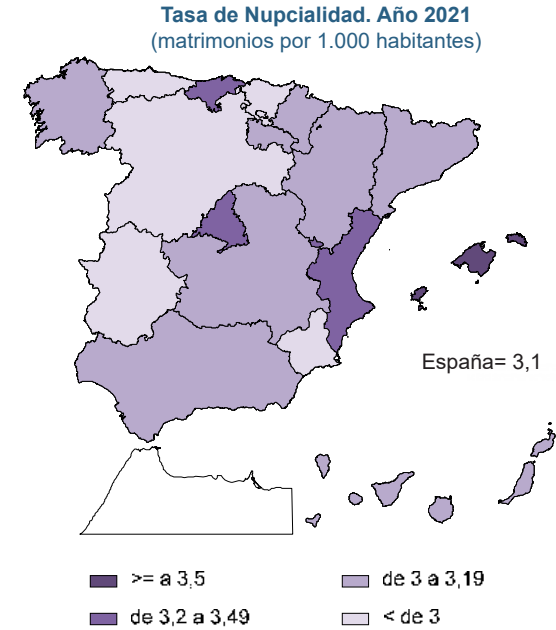 Tasa de Nupcialidad. Año 2021
(matrimonios por 1.000 habitantes)
España= 3,1
>= a 3,5
de 3 a 3,19
de 3,2 a 3,49
< de 3